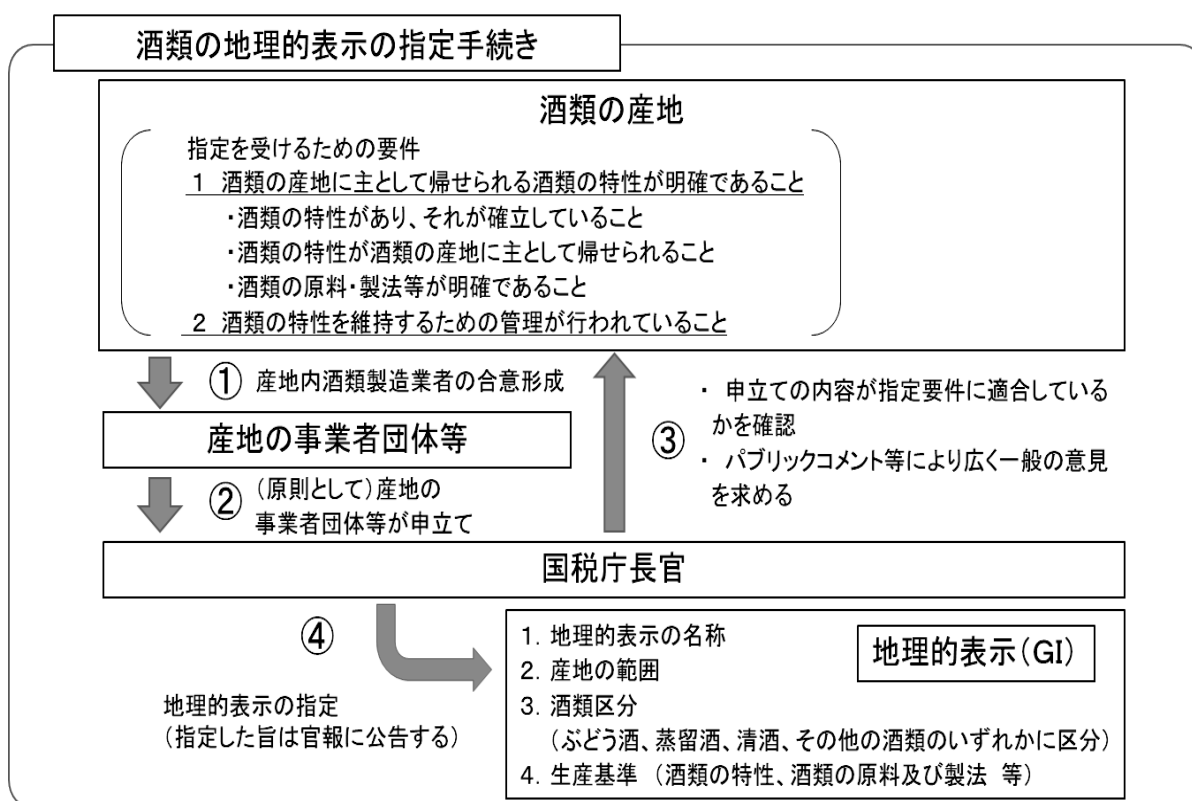 酒類の地理的表示の指定手続き
酒類の産地
指定を受けるための要件
1 酒類の産地に主として帰せられる酒類の特性が明確であること
・酒類の特性があり、それが確立していること
・酒類の特性が酒類の産地に主として帰せられること
・酒類の原料・製法等が明確であること
2 酒類の特性を維持するための管理が行われていること
① 産地内酒類製造業者の合意形成
産地の事業者団体等
② (原則として)産地の
事業者団体等が申立て
③
・ 申立ての内容が指定要件に適合している
かを確認
・ パブリックコメント等により広く一般の意見
を求める
国税庁長官
④
地理的表示の指定
(指定した旨は官報に公告する)
地理的表示(GI)
1. 地理的表示の名称
2. 産地の範囲
3. 酒類区分
(ぶどう酒、蒸留酒、清酒、その他の酒類のいずれかに区分)
4. 生産基準 (酒類の特性、酒類の原料及び製法 等)